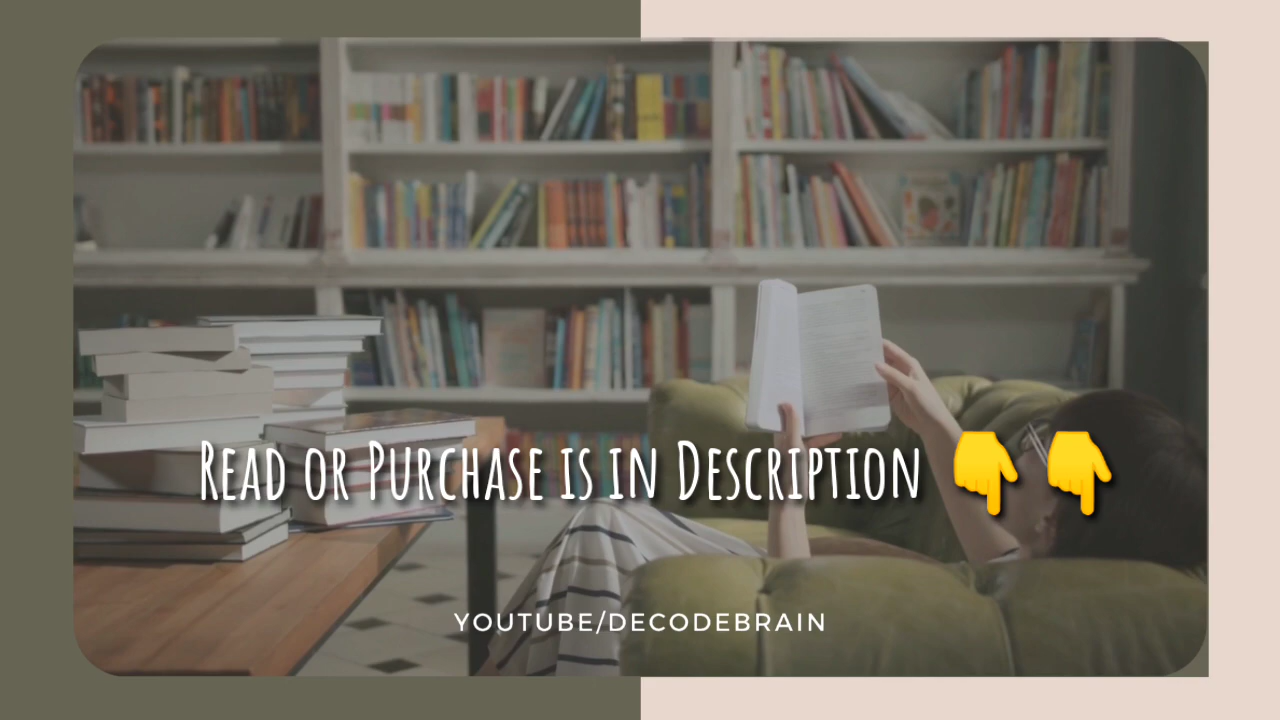 Read or Purchase is in Description 👇👇
YOUTUBE/DECODEBRAIN